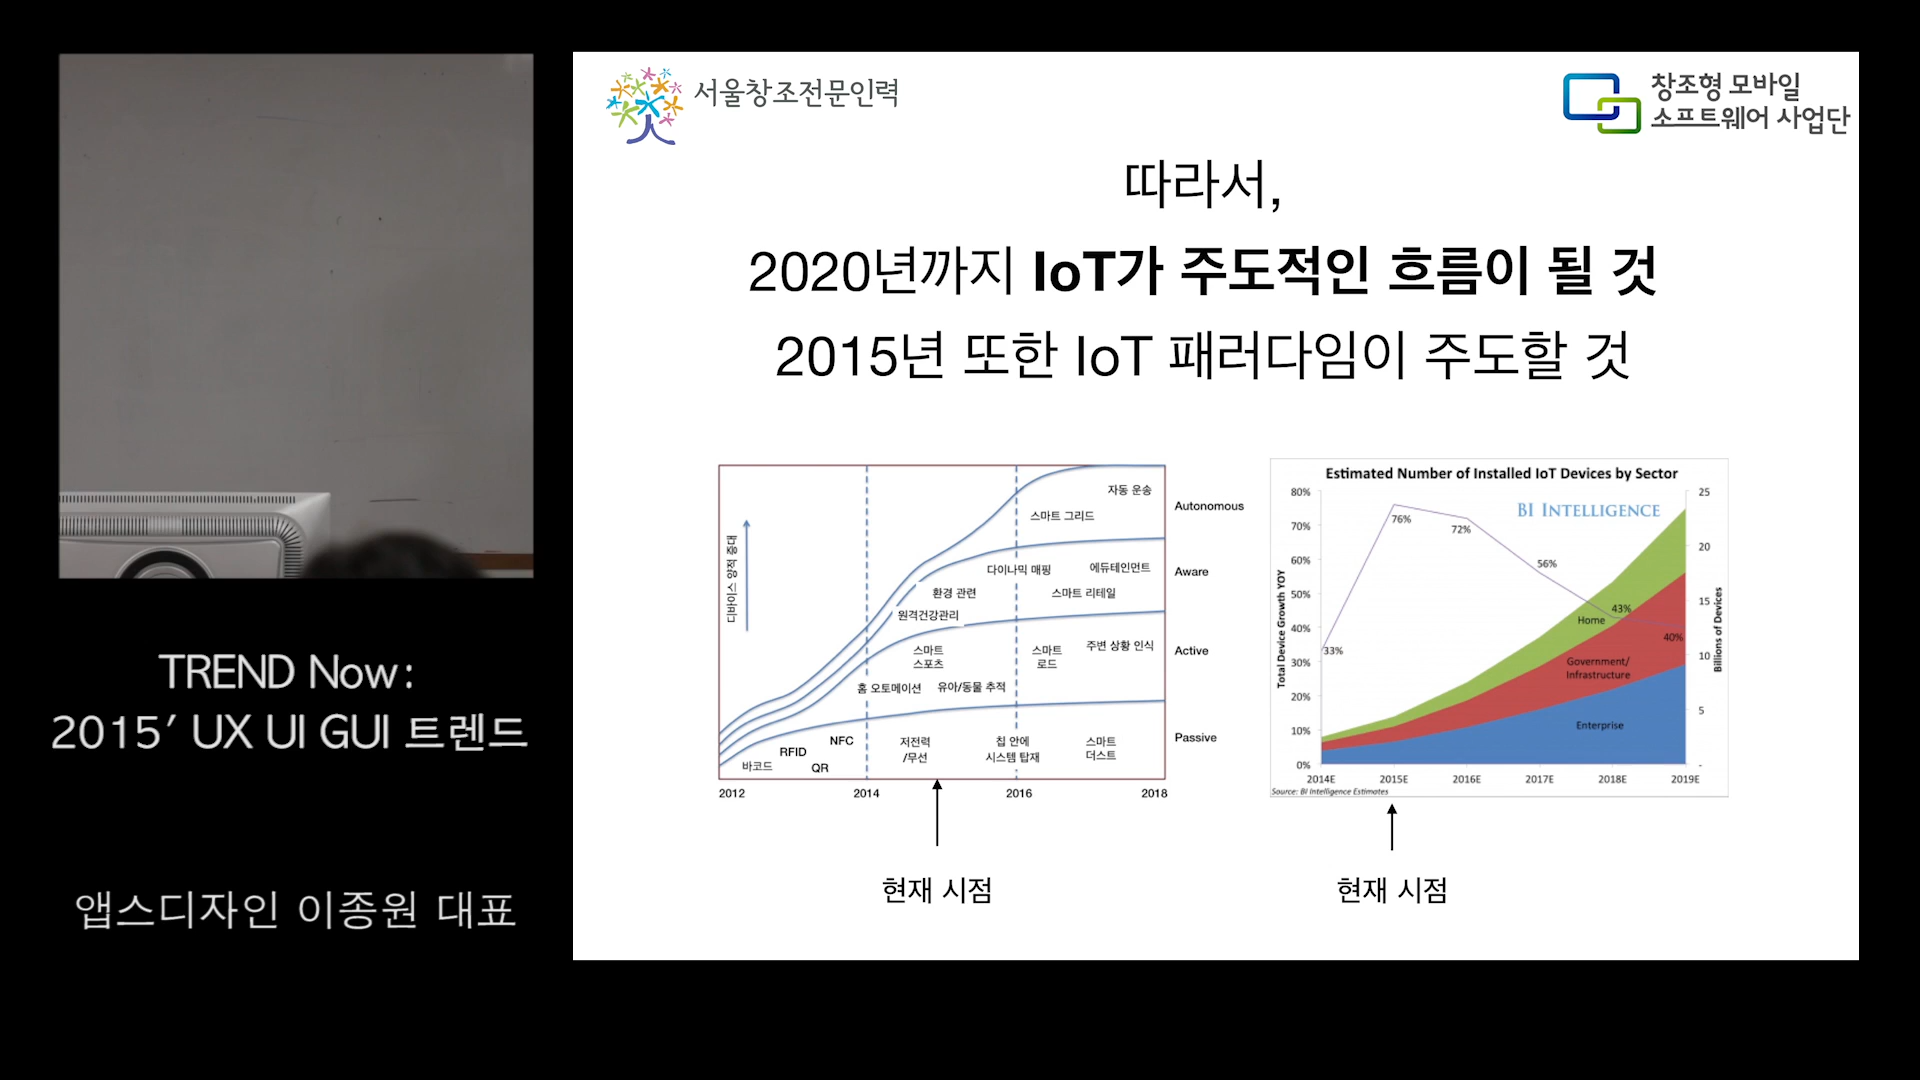 서울창조전문인력
창조형 모바일
소프트웨어 사업단
따라서,
2020년까지 IoT가 주도적인 흐름이 될 것
2015년 또한 IoT 패러다임이 주도할 것
디바이스 양적 증대
자동 운송
스마트 그리드
Autonomous
다이나믹 매핑
에듀테인먼트
Aware
환경 관련
스마트 리테일
원격건강관리
스마트
스포츠
스마트
로드
주변 상황 인식
Active
홈 오토메이션
유아/동물 추적
바코드
RFID
NFC
QR
저전력
/무선
칩 안에
시스템 탑재
스마트
더스트
Passive
2012
2014
2016
2018
현재 시점
Estimated Number of Installed IoT Devices by Sector
BI INTELLIGENCE
Total Device Growth YOY
80%
70%
60%
50%
40%
30%
20%
10%
0%
33%
76%
72%
56%
43%
40%
Home
Government/
Infrastructure
Enterprise
25
20
15
10
5
-
Billions of Devices
2014E
2015E
2016E
2017E
2018E
2019E
Source: BI Intelligence Estimates
현재 시점
TREND Now:
2015′ UX UI GUI 트렌드
앱스디자인 이종원 대표